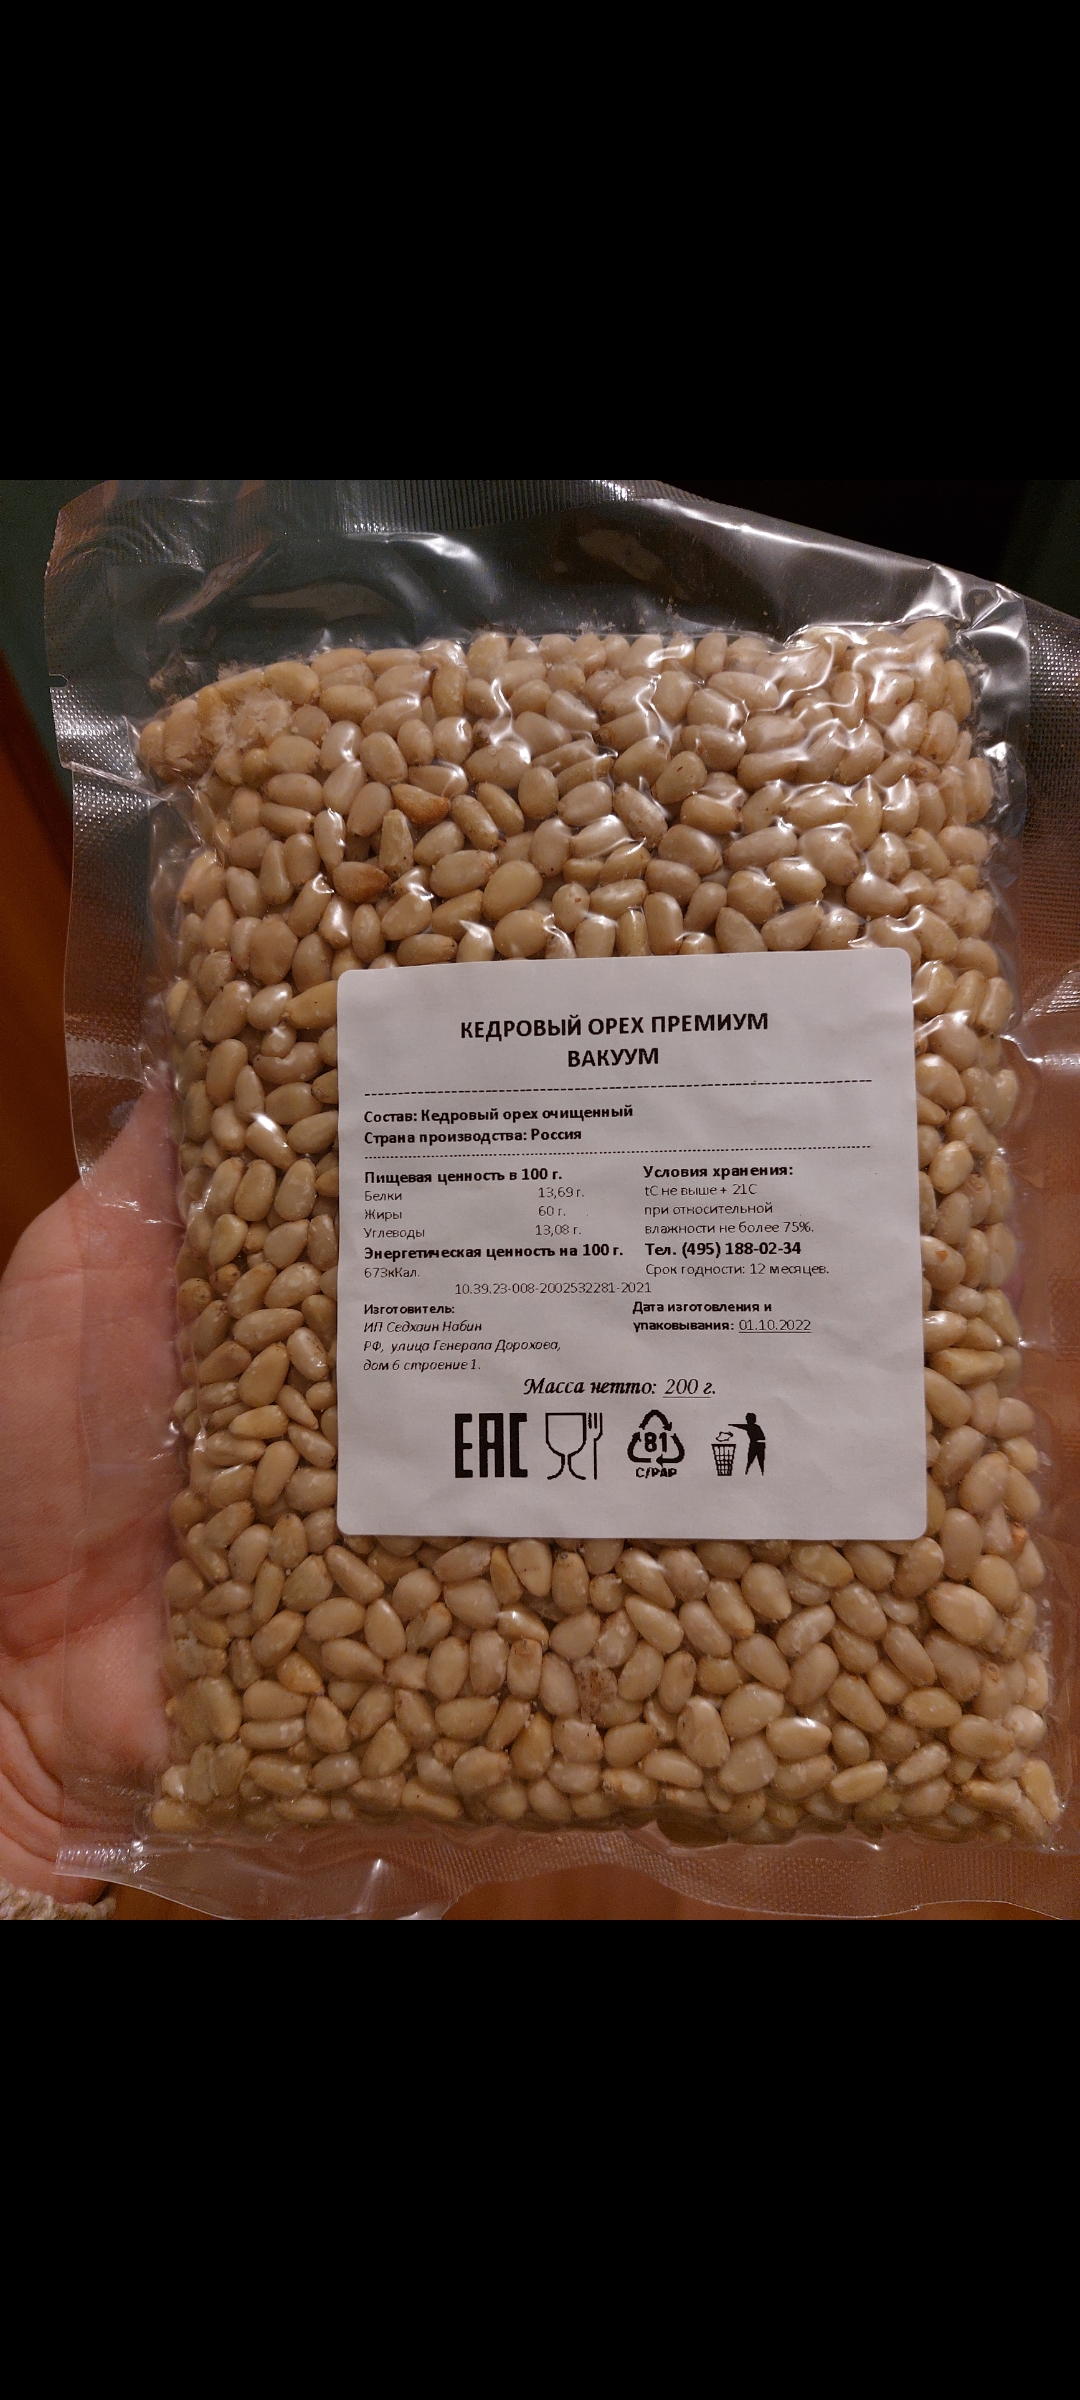 КЕДРОВЫЙ ОРЕХ ПРЕМИУМ
ВАКУУМ
Состав: Кедровый орех очищенный
Страна производства: Россия
Пищевая ценность в 100 г.
Белки 13,69 г.
Жиры 60 г.
Углеводы 13,08 г.
Энергетическая ценность на 100 г.
673кКал.
Условия хранения:
tC не выше + 21C
при относительной
влажности не более 75%.
Тел. (495) 188-02-34
Срок годности: 12 месяцев.
10.39.23-008-2002532281-2021
Изготовитель:
ИП Седхаин Набин
РФ, улица Генерала Дорохова,
дом 6 строение 1.
Дата изготовления и
упаковывания: 01.10.2022
Масса нетто: 200 г.
EAC
81
C/PAP